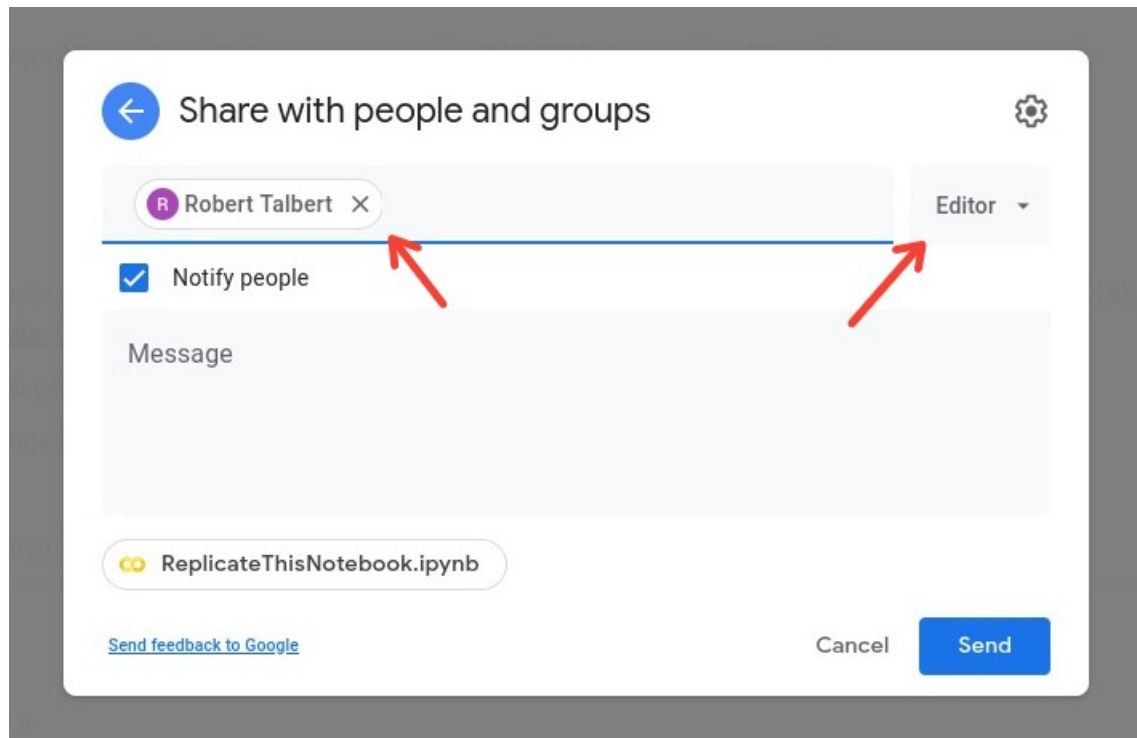 Share with people and groups
R Robert Talbert
Editor
Notify people
Message
ReplicateThisNotebook.ipynb
Send feedback to Google
Cancel
Send